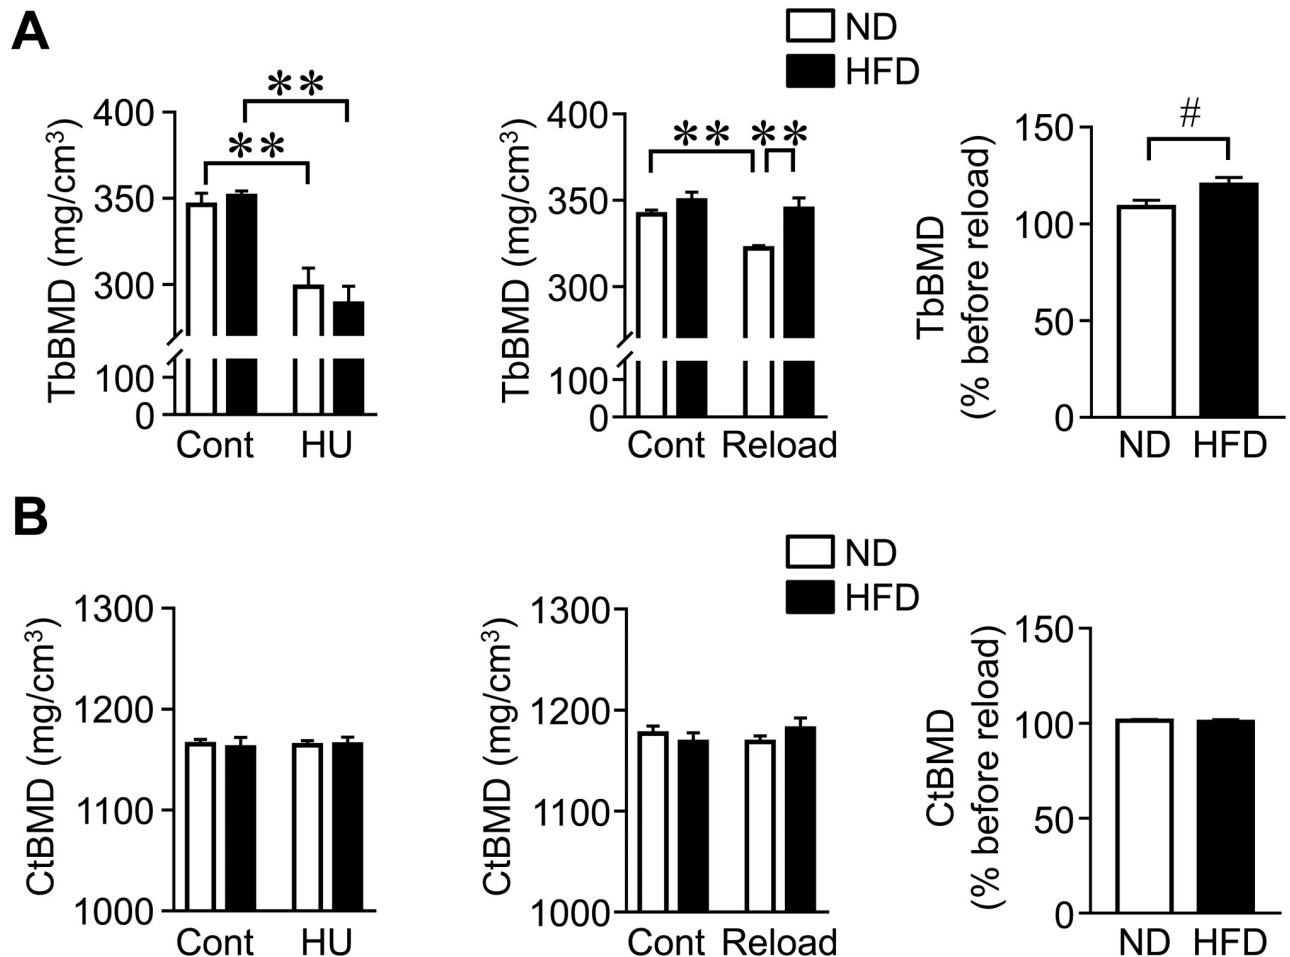 A
ND
HFD
TbBMD (mg/cm³)
400
350
300
100
0
**
**
Cont HU
TbBMD (mg/cm³)
400
350
300
100
0
** **
Cont Reload
TbBMD
(% before reload)
150
100
50
0
#
ND HFD
B
ND
HFD
CtBMD (mg/cm³)
1300
1200
1100
1000
Cont HU
CtBMD (mg/cm³)
1300
1200
1100
1000
Cont Reload
CtBMD
(% before reload)
150
100
50
0
ND HFD